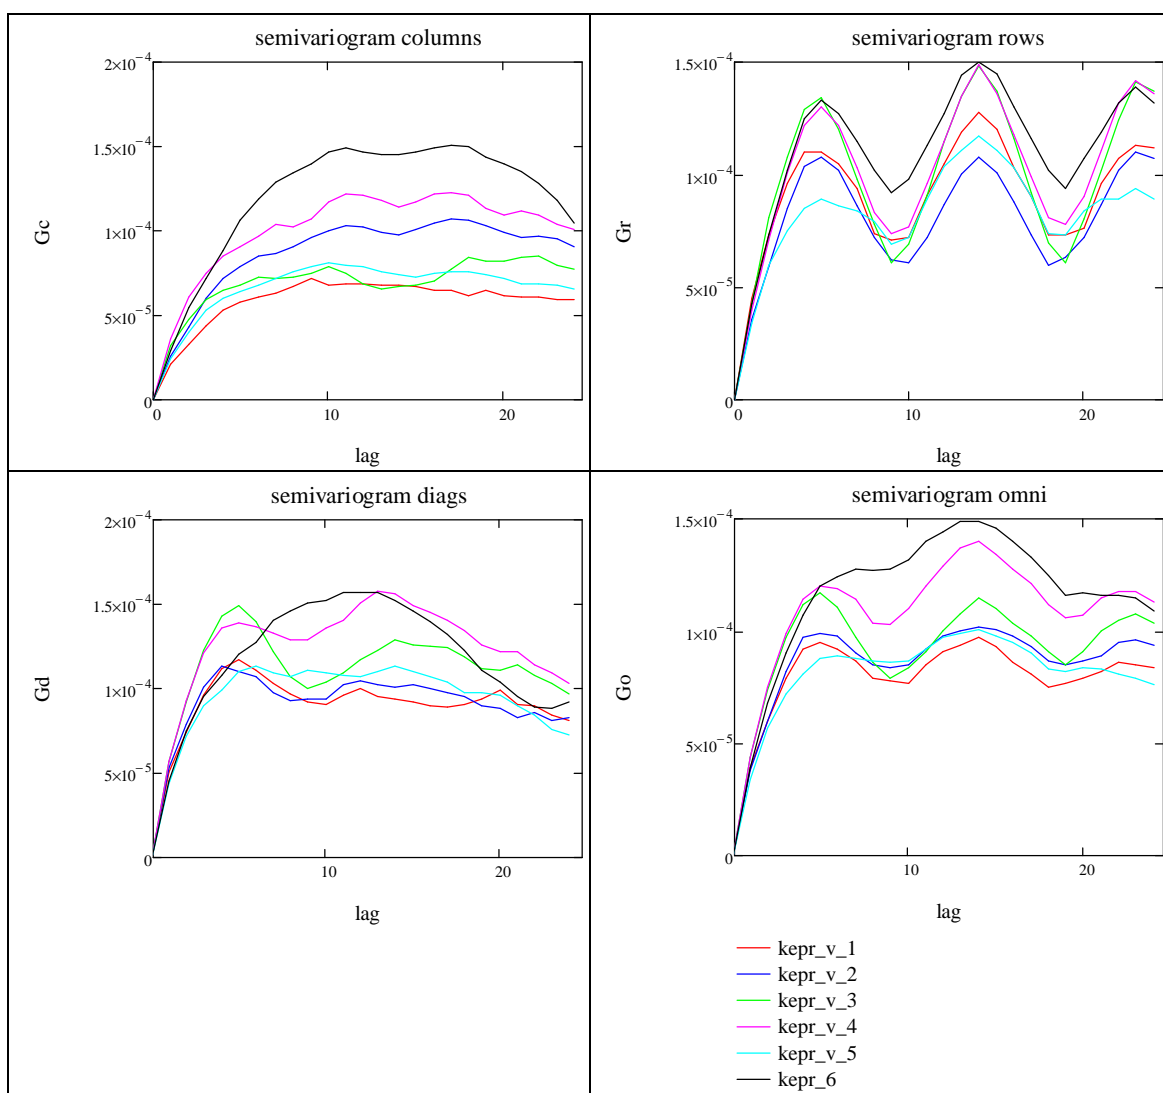 semivariogram columns
2×10⁻⁴
1.5×10⁻⁴
1×10⁻⁴
5×10⁻⁵
0
Gc
0
10
20
lag
semivariogram rows
1.5×10⁻⁴
1×10⁻⁴
5×10⁻⁵
0
Gr
0
10
20
lag
semivariogram diags
2×10⁻⁴
1.5×10⁻⁴
1×10⁻⁴
5×10⁻⁵
0
Gd
10
20
lag
semivariogram omni
1.5×10⁻⁴
1×10⁻⁴
5×10⁻⁵
0
Go
10
20
lag
kepr_v_1
kepr_v_2
kepr_v_3
kepr_v_4
kepr_v_5
kepr_6